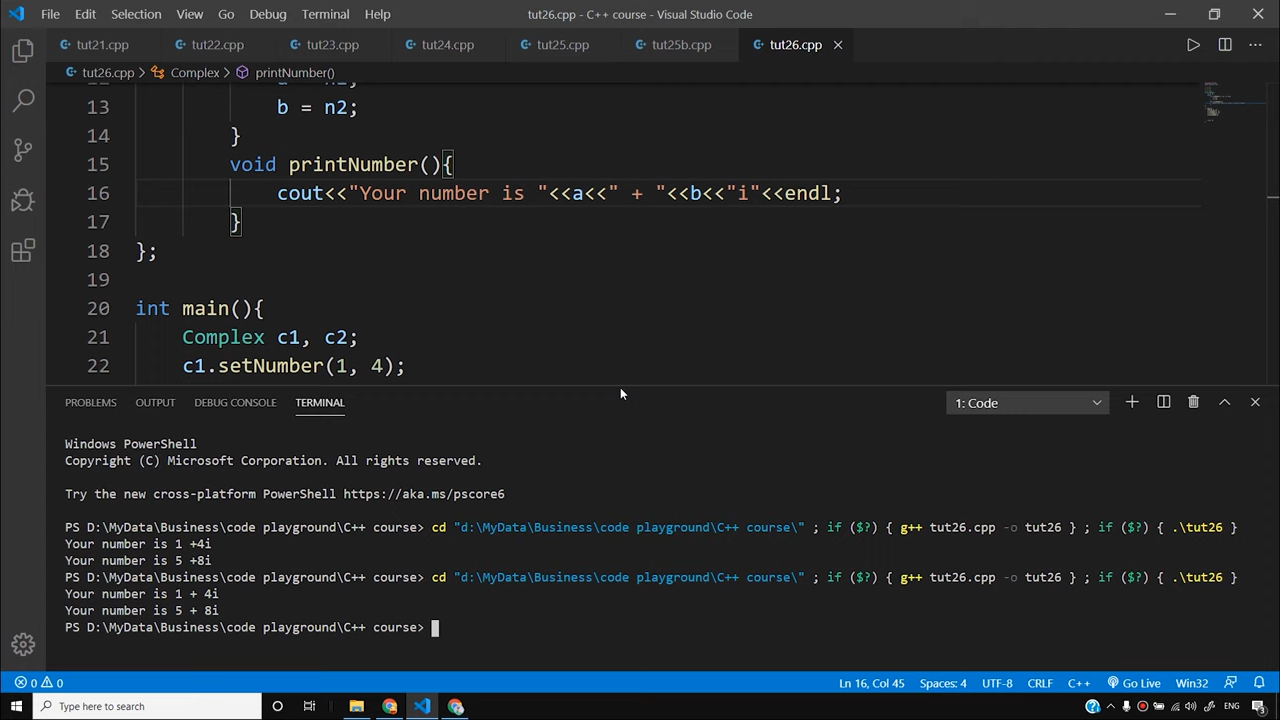 File Edit Selection View Go Debug Terminal Help tut26.cpp - C++ course - Visual Studio Code
tut21.cpp tut22.cpp tut23.cpp tut24.cpp tut25.cpp tut25b.cpp tut26.cpp
tut26.cpp > Complex > printNumber()
13 b = n2;
14 }
15 void printNumber(){
16 cout<<"Your number is "<<a<<" + "<<b<<"i"<<endl;
17 }
18 };
19
20 int main(){
21 Complex c1, c2;
22 c1.setNumber(1, 4);
PROBLEMS OUTPUT DEBUG CONSOLE TERMINAL 1: Code
Windows PowerShell
Copyright (C) Microsoft Corporation. All rights reserved.
Try the new cross-platform PowerShell https://aka.ms/pscore6
PS D:\MyData\Business\code playground\C++ course> cd "d:\MyData\Business\code playground\C++ course\" ; if ($?) { g++ tut26.cpp -o tut26 } ; if ($?) { .\tut26 }
Your number is 1 +4i
Your number is 5 +8i
PS D:\MyData\Business\code playground\C++ course> cd "d:\MyData\Business\code playground\C++ course\" ; if ($?) { g++ tut26.cpp -o tut26 } ; if ($?) { .\tut26 }
Your number is 1 + 4i
Your number is 5 + 8i
PS D:\MyData\Business\code playground\C++ course>
0 0 Ln 16, Col 45 Spaces: 4 UTF-8 CRLF C++ Go Live Win32
Type here to search ENG 3